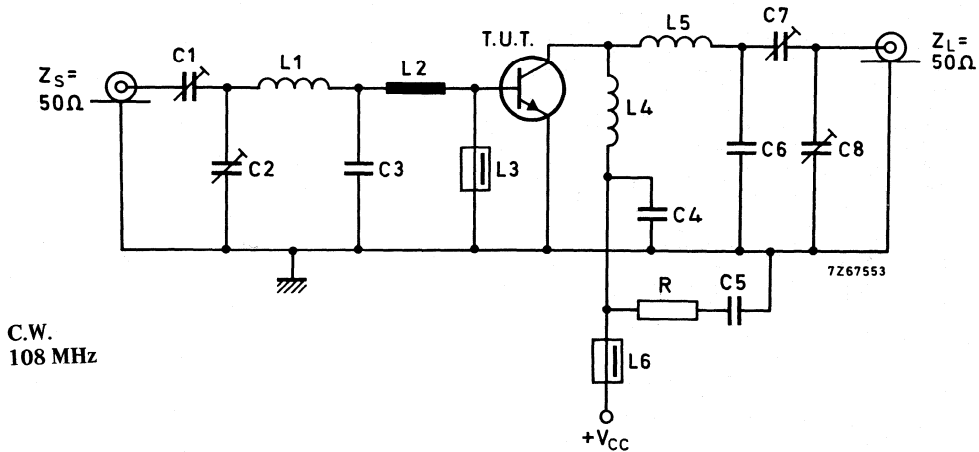 Z_S=
50Ω
C1
L1
L2
T.U.T.
L5
C7
Z_L=
50Ω
C2
C3
L3
L4
C4
C6
C8
7Z67553
R
C5
L6
+V_CC
C.W.
108 MHz